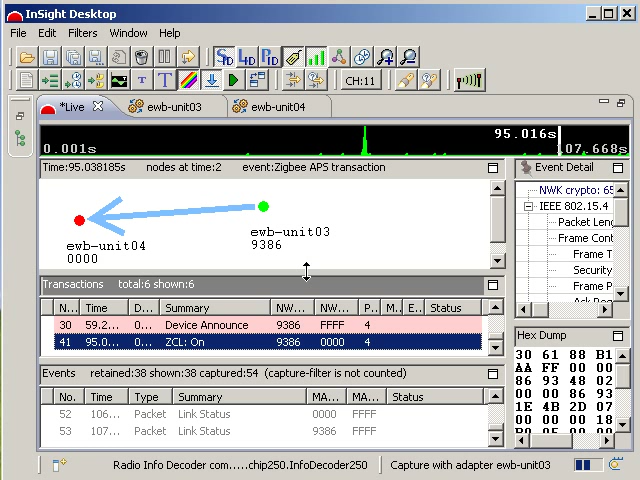 InSight Desktop
File Edit Filters Window Help
CH:11
*Live ewb-unit03 ewb-unit04
95.016s
0.001s 107.668s
Time:95.038185s nodes at time:2 event:Zigbee APS transaction
ewb-unit04
0000
ewb-unit03
9386
Transactions total:6 shown:6
N... Time D... Summary NW... NW... P... M... E... Status
30 59.2... 0... Device Announce 9386 FFFF 4
41 95.0... 0... ZCL: On 9386 0000 4
Events retained:38 shown:38 captured:54 (capture-filter is not counted)
No. Time Type Summary MA... MA... Status
52 106... Packet Link Status 0000 FFFF
53 107... Packet Link Status 9386 FFFF
Event Detail
NWK crypto: 65
IEEE 802.15.4
Packet Leng
Frame Cont
Frame T
Security
Frame P
Ack Requ
Hex Dump
30 61 88 B1
AA FF 00 00
86 93 48 02
00 00 86 93
1E 4B 2D 07
00 00 00 18
Radio Info Decoder com.....chip250.InfoDecoder250 Capture with adapter ewb-unit03